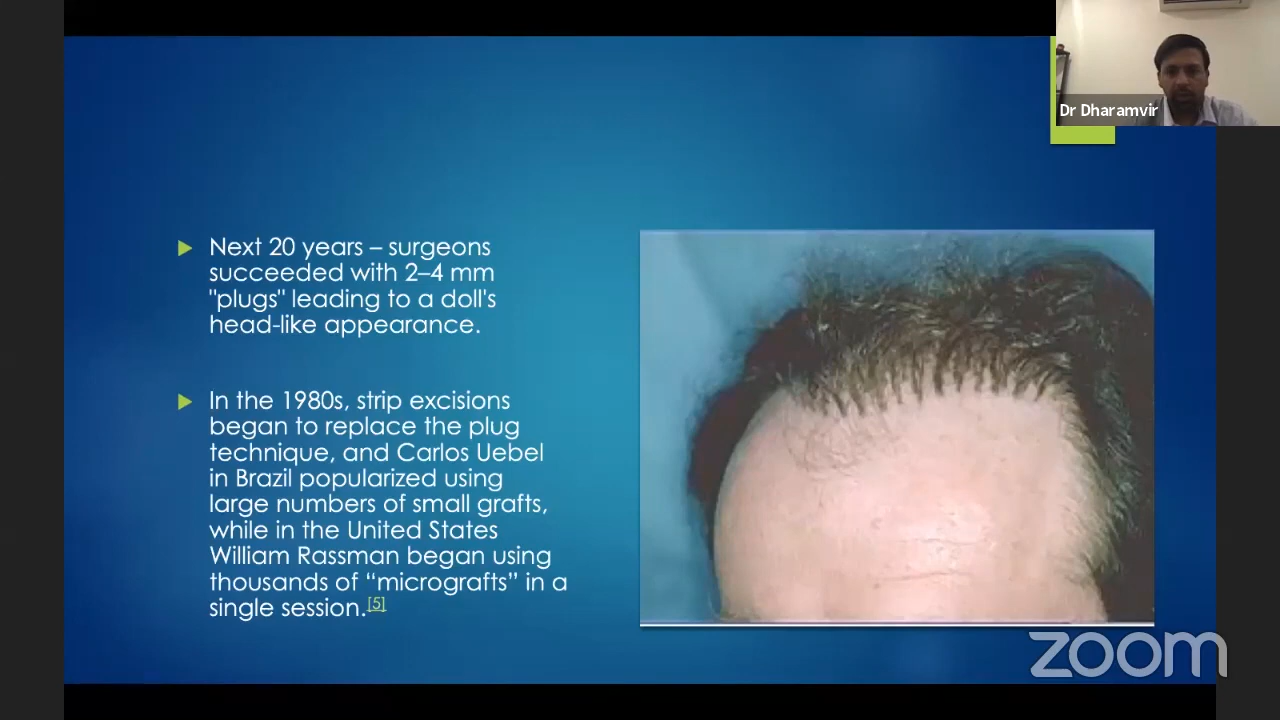 Dr Dharamvir
Next 20 years – surgeons
succeeded with 2–4 mm
"plugs" leading to a doll's
head-like appearance.
In the 1980s, strip excisions
began to replace the plug
technique, and Carlos Uebel
in Brazil popularized using
large numbers of small grafts,
while in the United States
William Rassman began using
thousands of “micrografts” in a
single session.[5]
zoom